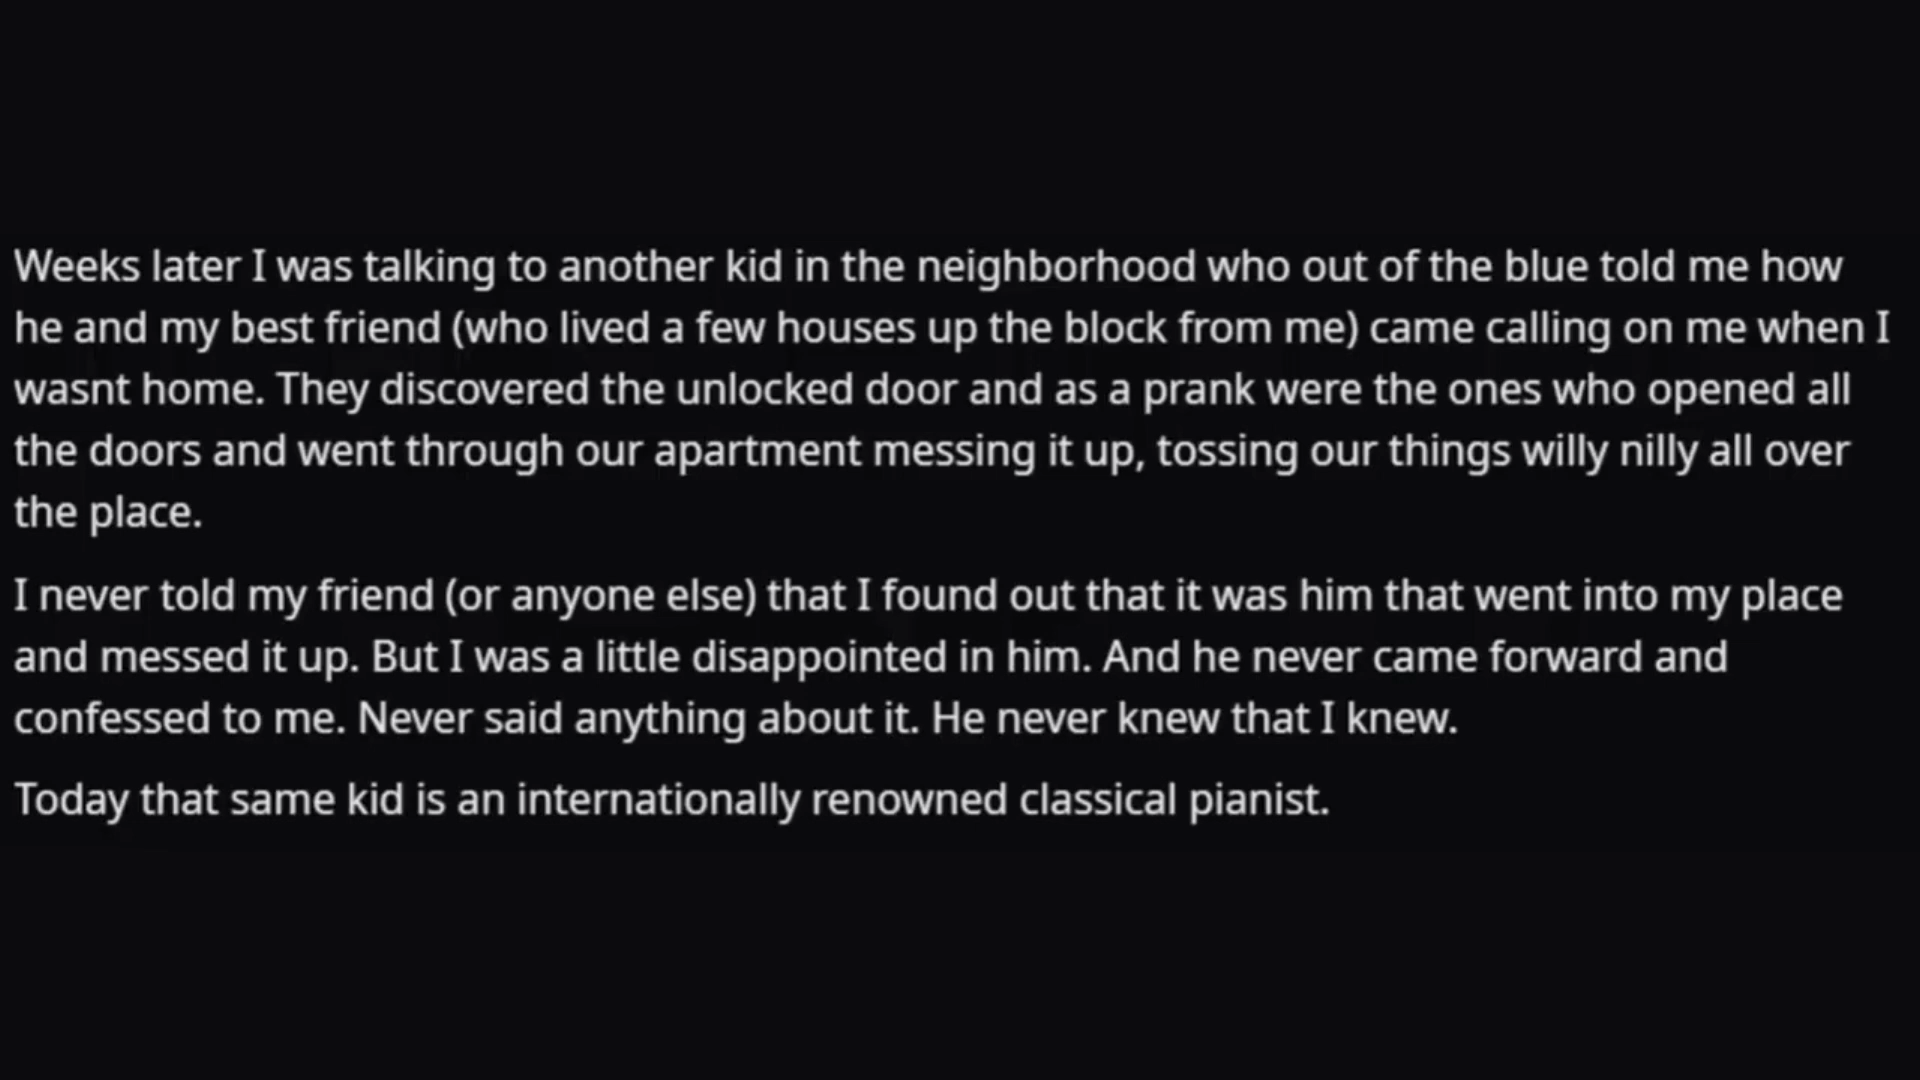 Weeks later I was talking to another kid in the neighborhood who out of the blue told me how
he and my best friend (who lived a few houses up the block from me) came calling on me when I
wasnt home. They discovered the unlocked door and as a prank were the ones who opened all
the doors and went through our apartment messing it up, tossing our things willy nilly all over
the place.
I never told my friend (or anyone else) that I found out that it was him that went into my place
and messed it up. But I was a little disappointed in him. And he never came forward and
confessed to me. Never said anything about it. He never knew that I knew.
Today that same kid is an internationally renowned classical pianist.